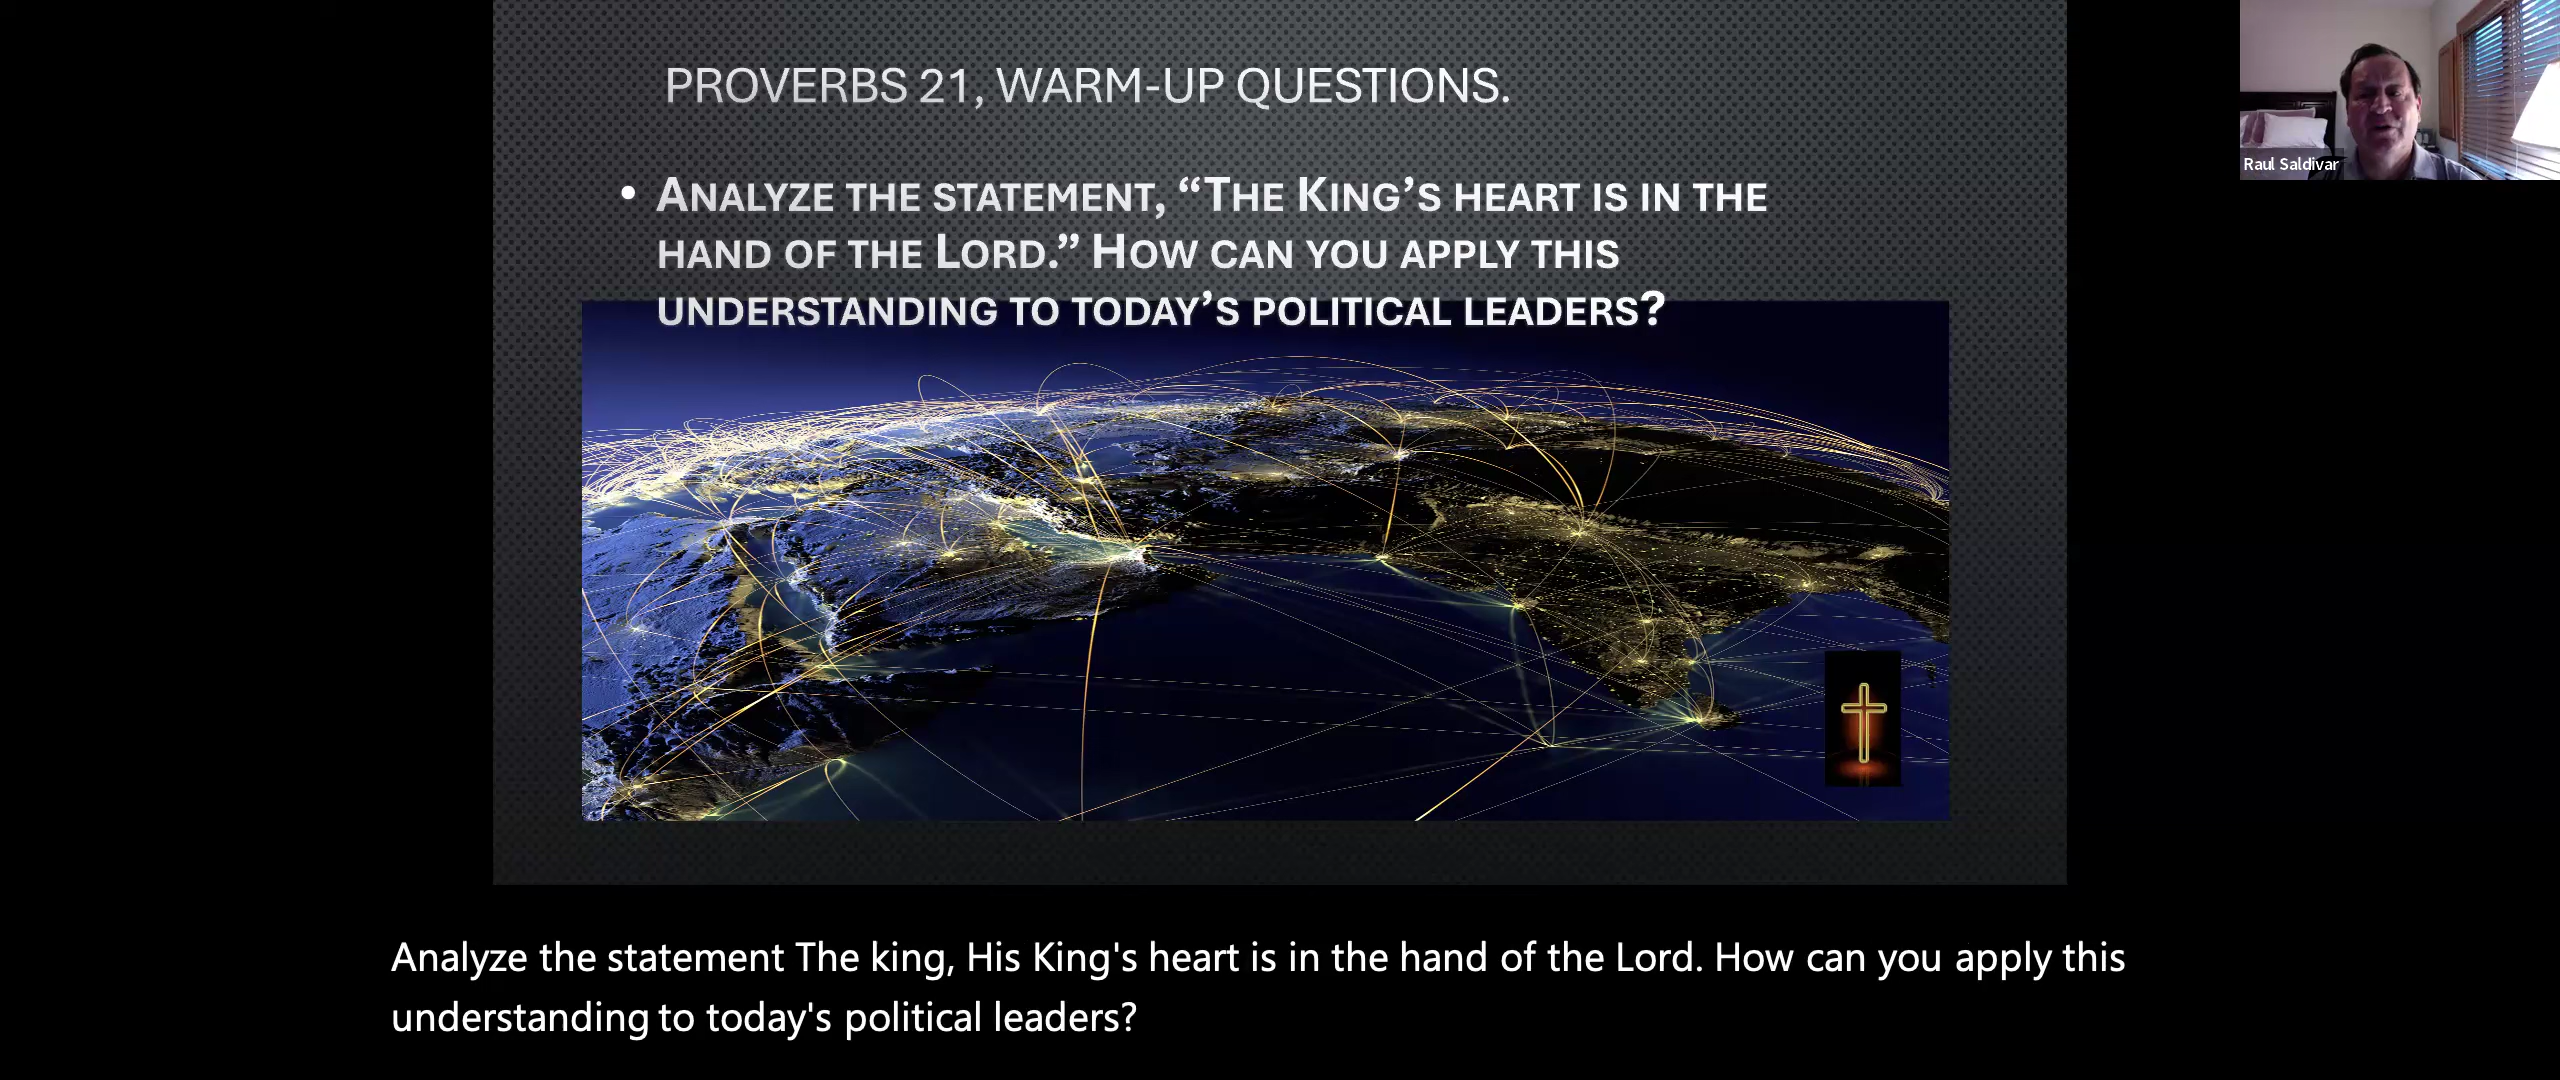 PROVERBS 21, WARM-UP QUESTIONS.
• ANALYZE THE STATEMENT, “THE KING’S HEART IS IN THE
HAND OF THE LORD.” HOW CAN YOU APPLY THIS
UNDERSTANDING TO TODAY’S POLITICAL LEADERS?
Raul Saldivar
Analyze the statement The king, His King's heart is in the hand of the Lord. How can you apply this
understanding to today's political leaders?